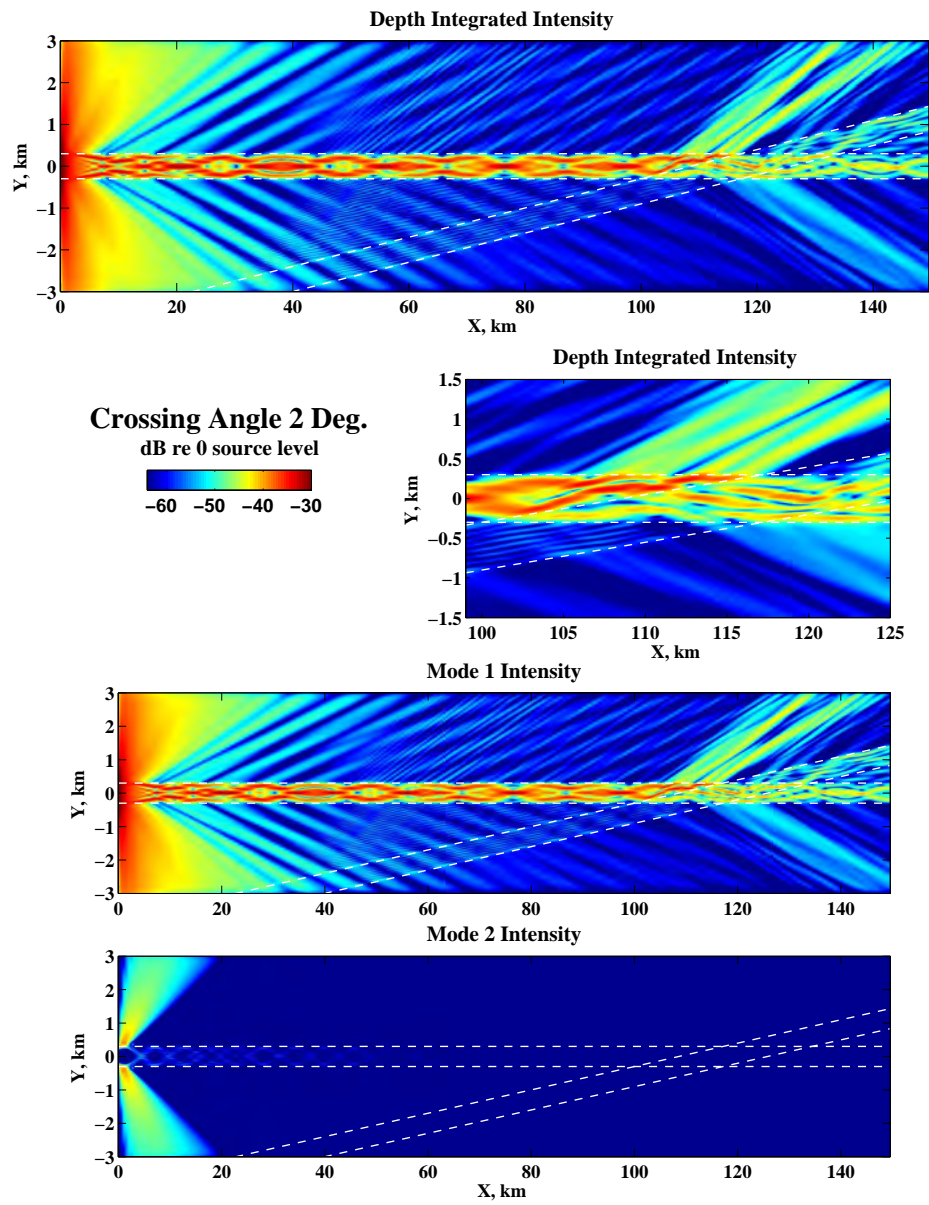 Depth Integrated Intensity
3
2
1
0
−1
−2
−3
Y, km
0 20 40 60 80 100 120 140
X, km
Depth Integrated Intensity
Crossing Angle 2 Deg.
dB re 0 source level
−60 −50 −40 −30
1.5
1
0.5
0
−0.5
−1
−1.5
Y, km
100 105 110 115 120 125
X, km
Mode 1 Intensity
3
2
1
0
−1
−2
−3
Y, km
0 20 40 60 80 100 120 140
Mode 2 Intensity
3
2
1
0
−1
−2
−3
Y, km
0 20 40 60 80 100 120 140
X, km